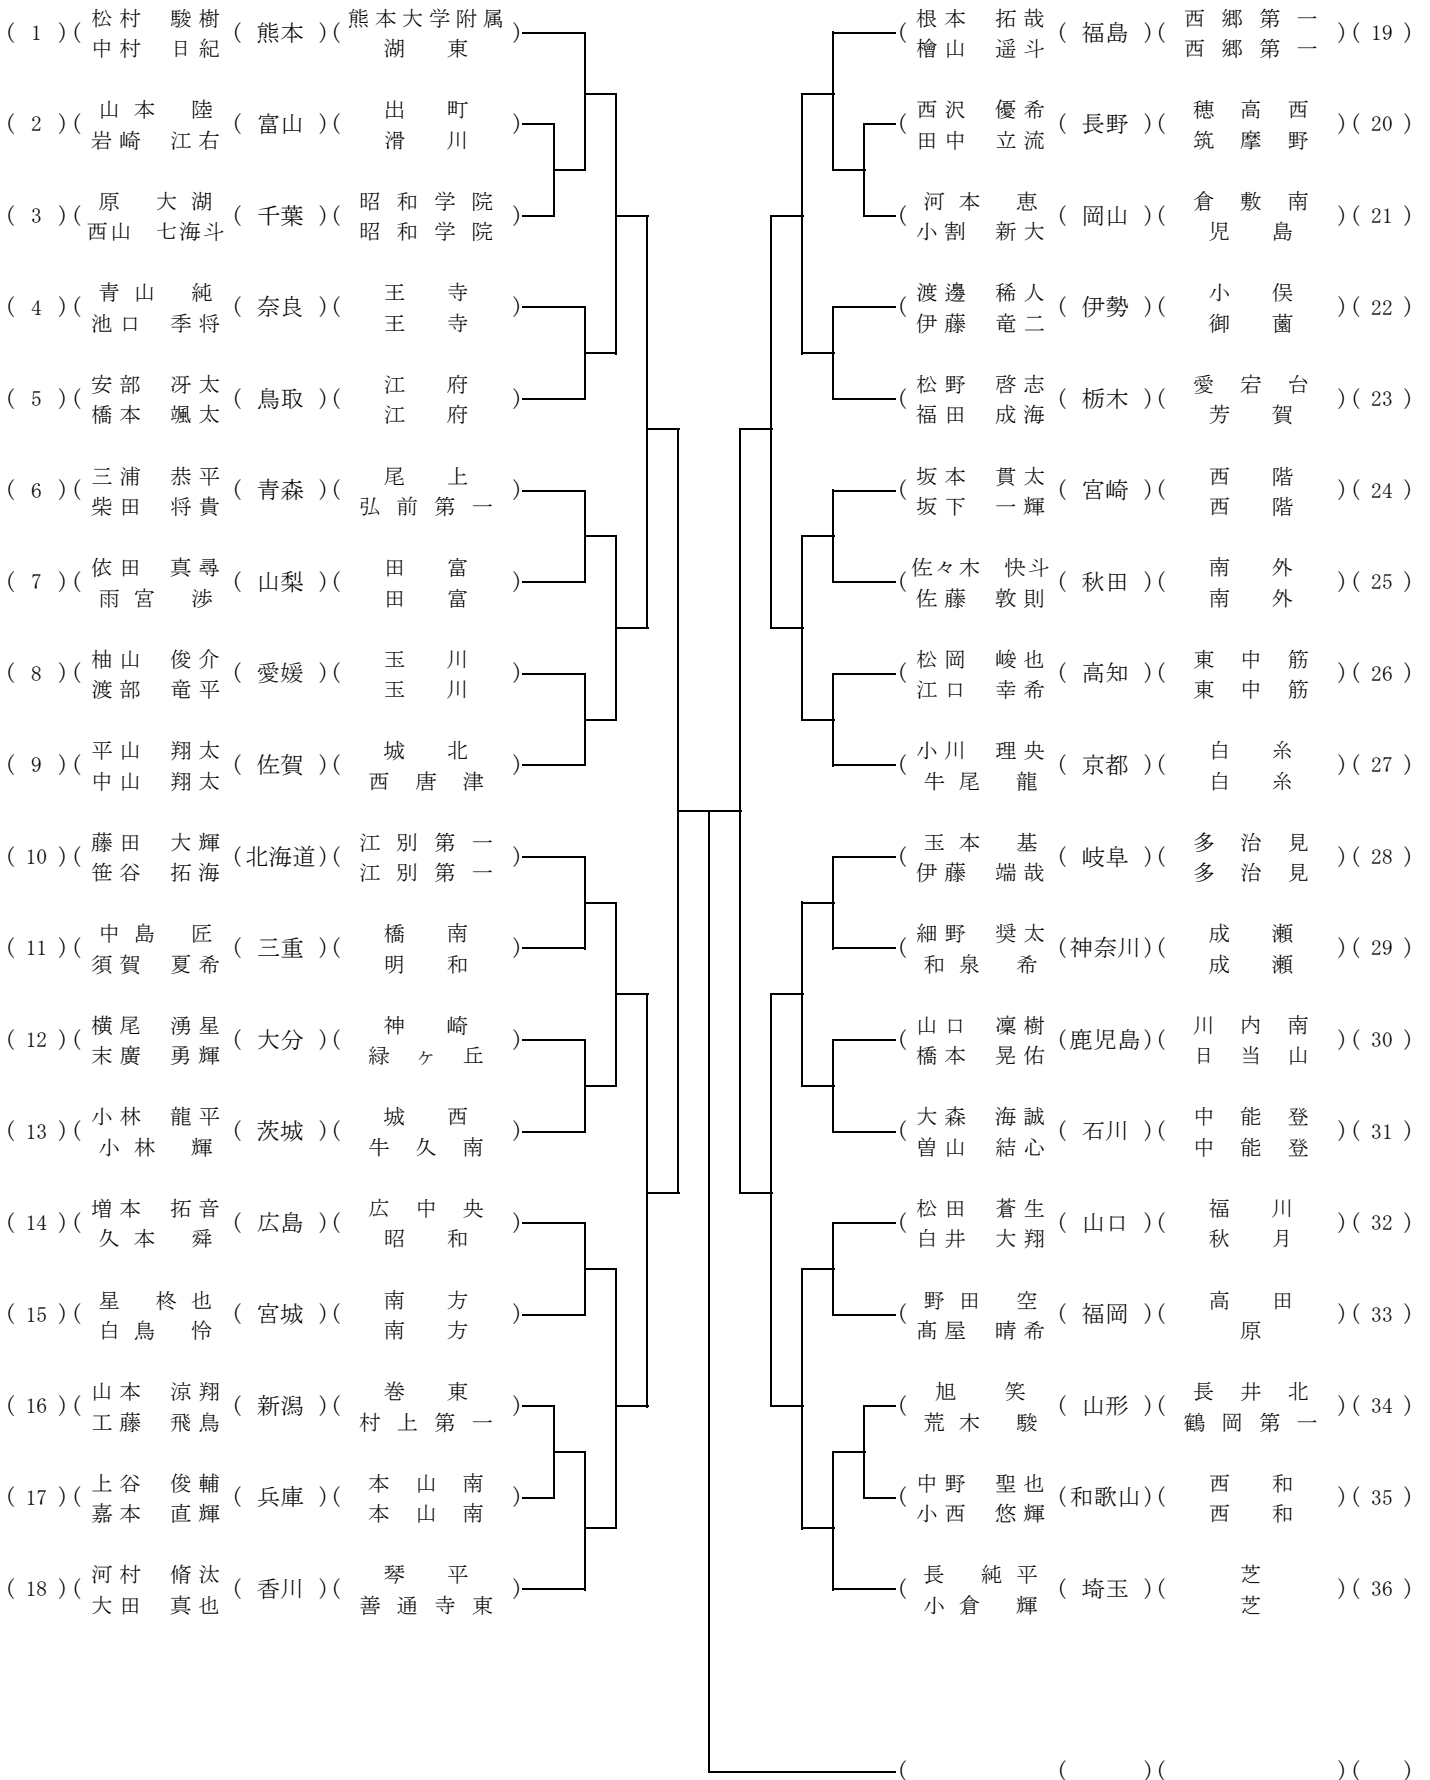 松村 駿樹 熊本大学附属
( 1 )( ( 熊本 )( )
中村 日紀 湖東
山本 陸 出町
( 2 )( ( 富山 )( )
岩崎 江右 滑川
原 大湖 昭和学院
( 3 )( ( 千葉 )( )
西山 七海斗 昭和学院
青山 純 王寺
( 4 )( ( 奈良 )( )
池口 季将 王寺
安部 冴太 江府
( 5 )( ( 鳥取 )( )
橋本 颯太 江府
三浦 恭平 尾上
( 6 )( ( 青森 )( )
柴田 将貴 弘前第一
依田 真尋 田富
( 7 )( ( 山梨 )( )
雨宮 渉 田富
柚山 俊介 玉川
( 8 )( ( 愛媛 )( )
渡部 竜平 玉川
平山 翔太 城北
( 9 )( ( 佐賀 )( )
中山 翔太 西唐津
藤田 大輝 江別第一
( 10 )( (北海道)( )
笹谷 拓海 江別第一
中島 匠 橋南
( 11 )( ( 三重 )( )
須賀 夏希 明和
横尾 湧星 神崎
( 12 )( ( 大分 )( )
末廣 勇輝 緑ヶ丘
小林 龍平 城西
( 13 )( ( 茨城 )( )
小林 輝 牛久南
増本 拓音 広中央
( 14 )( ( 広島 )( )
久本 舜 昭和
星 柊也 南方
( 15 )( ( 宮城 )( )
白鳥 怜 南方
山本 涼翔 巻東
( 16 )( ( 新潟 )( )
工藤 飛鳥 村上第一
上谷 俊輔 本山南
( 17 )( ( 兵庫 )( )
嘉本 直輝 本山南
河村 脩汰 琴平
( 18 )( ( 香川 )( )
大田 真也 善通寺東
根本 拓哉 西郷第一
( ( 福島 )( )( 19 )
檜山 遥斗 西郷第一
西沢 優希 穂高西
( ( 長野 )( )( 20 )
田中 立流 筑摩野
河本 恵 倉敷南
( ( 岡山 )( )( 21 )
小割 新大 児島
渡邊 稀人 小俣
( ( 伊勢 )( )( 22 )
伊藤 竜二 御薗
松野 啓志 愛宕台
( ( 栃木 )( )( 23 )
福田 成海 芳賀
坂本 貫太 西階
( ( 宮崎 )( )( 24 )
坂下 一輝 西階
佐々木 快斗 南外
( ( 秋田 )( )( 25 )
佐藤 敦則 南外
松岡 峻也 東中筋
( ( 高知 )( )( 26 )
江口 幸希 東中筋
小川 理央 白糸
( ( 京都 )( )( 27 )
牛尾 龍 白糸
玉本 基 多治見
( ( 岐阜 )( )( 28 )
伊藤 端哉 多治見
細野 奨太 成瀬
( (神奈川)( )( 29 )
和泉 希 成瀬
山口 凜樹 川内南
( (鹿児島)( )( 30 )
橋本 晃佑 日当山
大森 海誠 中能登
( ( 石川 )( )( 31 )
曽山 結心 中能登
松田 蒼生 福川
( ( 山口 )( )( 32 )
白井 大翔 秋月
野田 空 高田
( ( 福岡 )( )( 33 )
髙屋 晴希 原
旭 笑 長井北
( ( 山形 )( )( 34 )
荒木 駿 鶴岡第一
中野 聖也 西和
( (和歌山)( )( 35 )
小西 悠輝 西和
長 純平 芝
( ( 埼玉 )( )( 36 )
小倉 輝 芝
( ( )( )( )